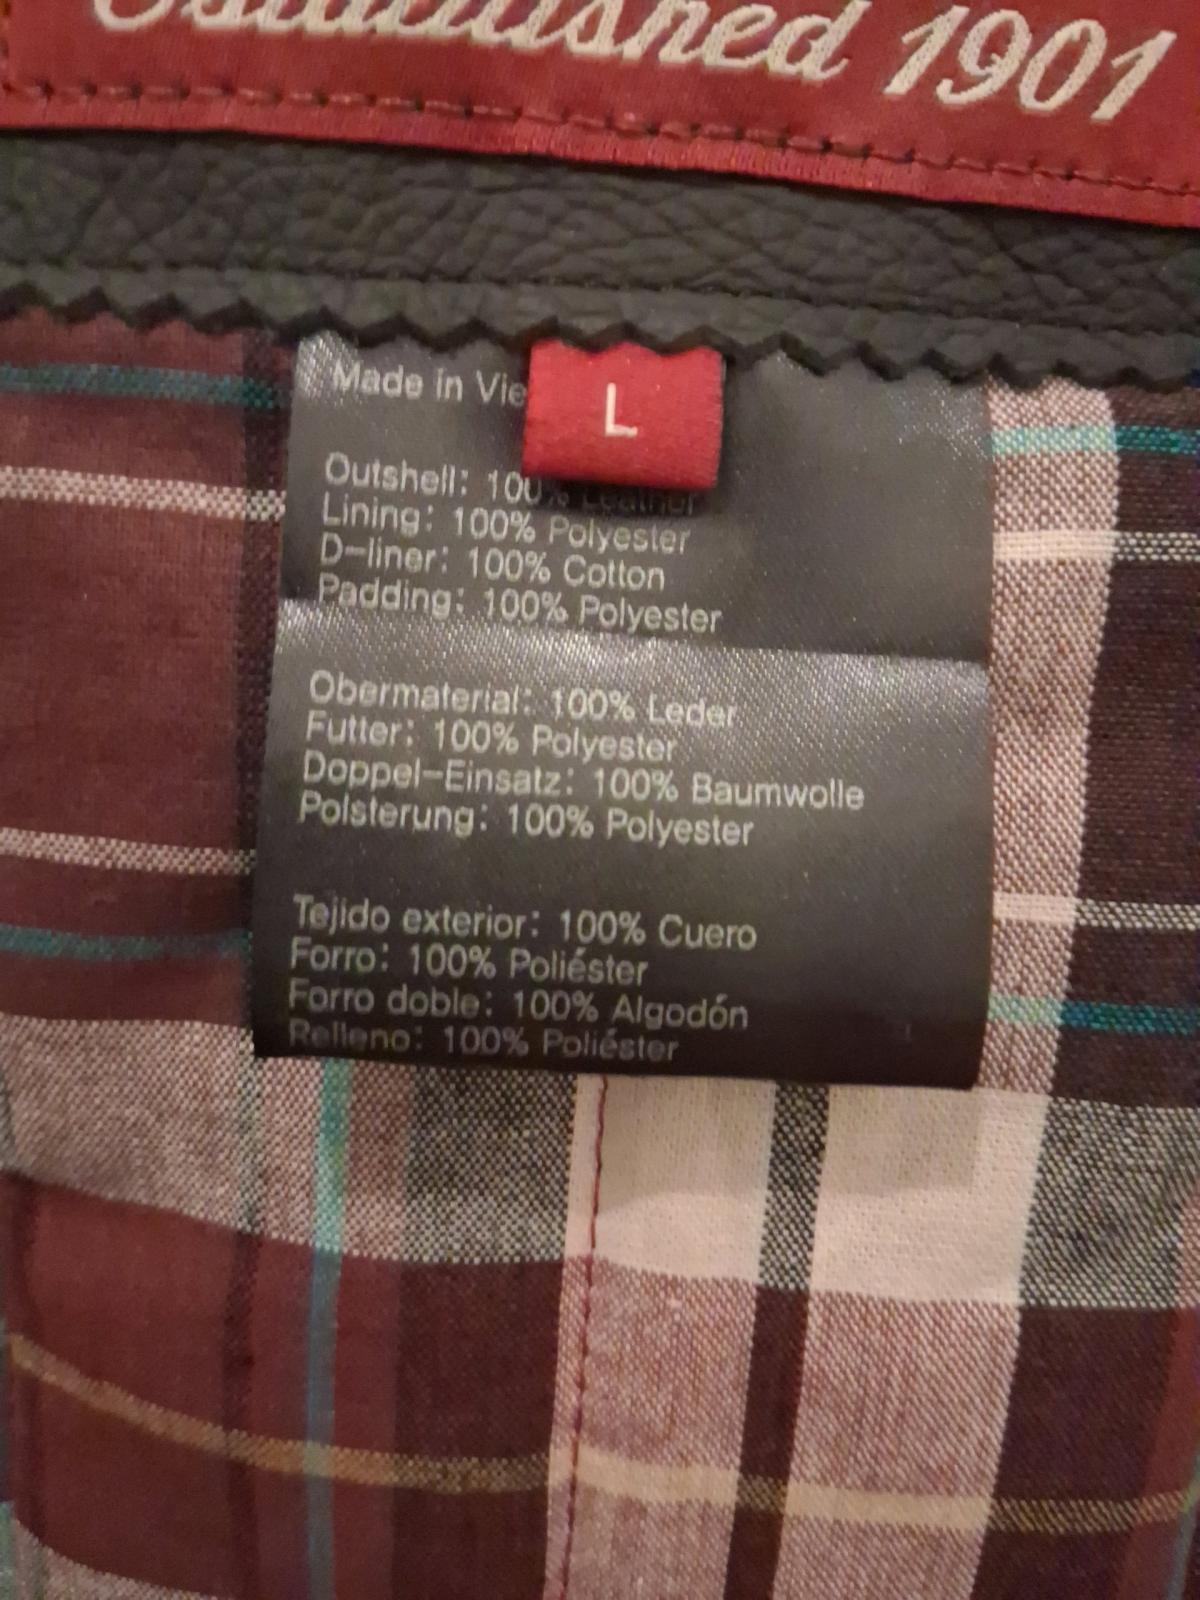 Established 1901
Made in Vie
L
Outshell: 100% Leather
Lining: 100% Polyester
D-liner: 100% Cotton
Padding: 100% Polyester
Obermaterial: 100% Leder
Futter: 100% Polyester
Doppel-Einsatz: 100% Baumwolle
Polsterung: 100% Polyester
Tejido exterior: 100% Cuero
Forro: 100% Poliéster
Forro doble: 100% Algodón
Relleno: 100% Poliéster